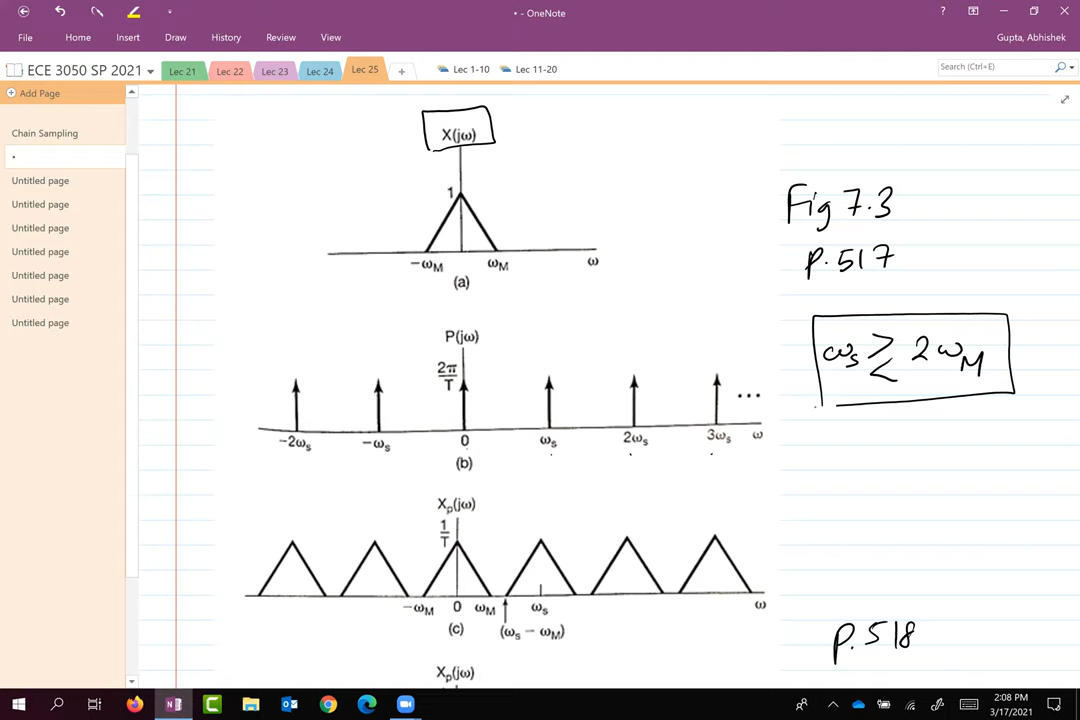 • - OneNote
Gupta, Abhishek
File Home Insert Draw History Review View
ECE 3050 SP 2021
Lec 21
Lec 22
Lec 23
Lec 24
Lec 25
Lec 1-10
Lec 11-20
Search (Ctrl+E)
Add Page
Chain Sampling
•
Untitled page
Untitled page
Untitled page
Untitled page
Untitled page
Untitled page
Untitled page
X(jω)
1
−ωM ωM ω
(a)
Fig 7.3
p.517
ωs ≥ 2ωM
P(jω)
2π/T
−2ωs −ωs 0 ωs 2ωs 3ωs ω
...
(b)
Xp(jω)
1/T
−ωM 0 ωM ωs ω
(ωs − ωM)
(c)
p.518
Xp(jω)
2:08 PM
3/17/2021